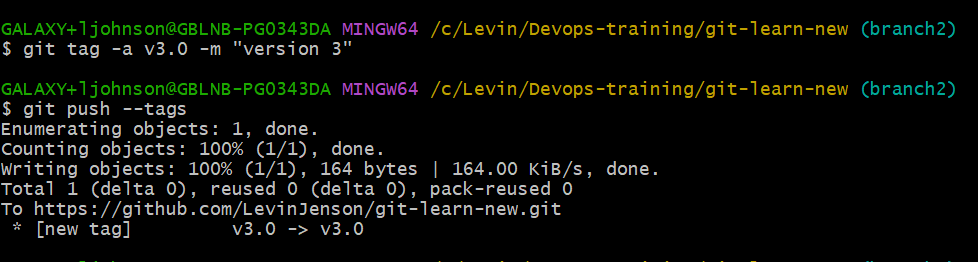 GALAXY+ljohnson@GBLNB-PG0343DA MINGW64 /c/Levin/Devops-training/git-learn-new (branch2)
$ git tag -a v3.0 -m "version 3"
GALAXY+ljohnson@GBLNB-PG0343DA MINGW64 /c/Levin/Devops-training/git-learn-new (branch2)
$ git push --tags
Enumerating objects: 1, done.
Counting objects: 100% (1/1), done.
Writing objects: 100% (1/1), 164 bytes | 164.00 KiB/s, done.
Total 1 (delta 0), reused 0 (delta 0), pack-reused 0
To https://github.com/LevinJenson/git-learn-new.git
 * [new tag]         v3.0 -> v3.0